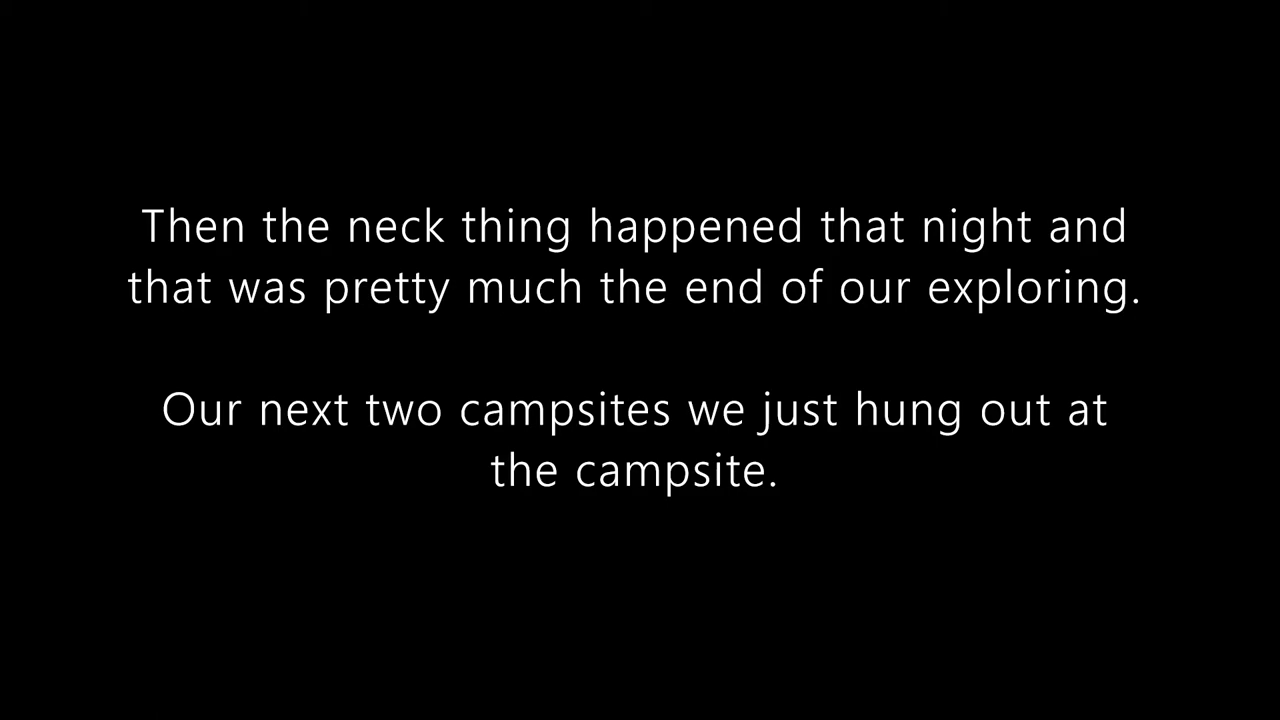 Then the neck thing happened that night and
that was pretty much the end of our exploring.
Our next two campsites we just hung out at
the campsite.